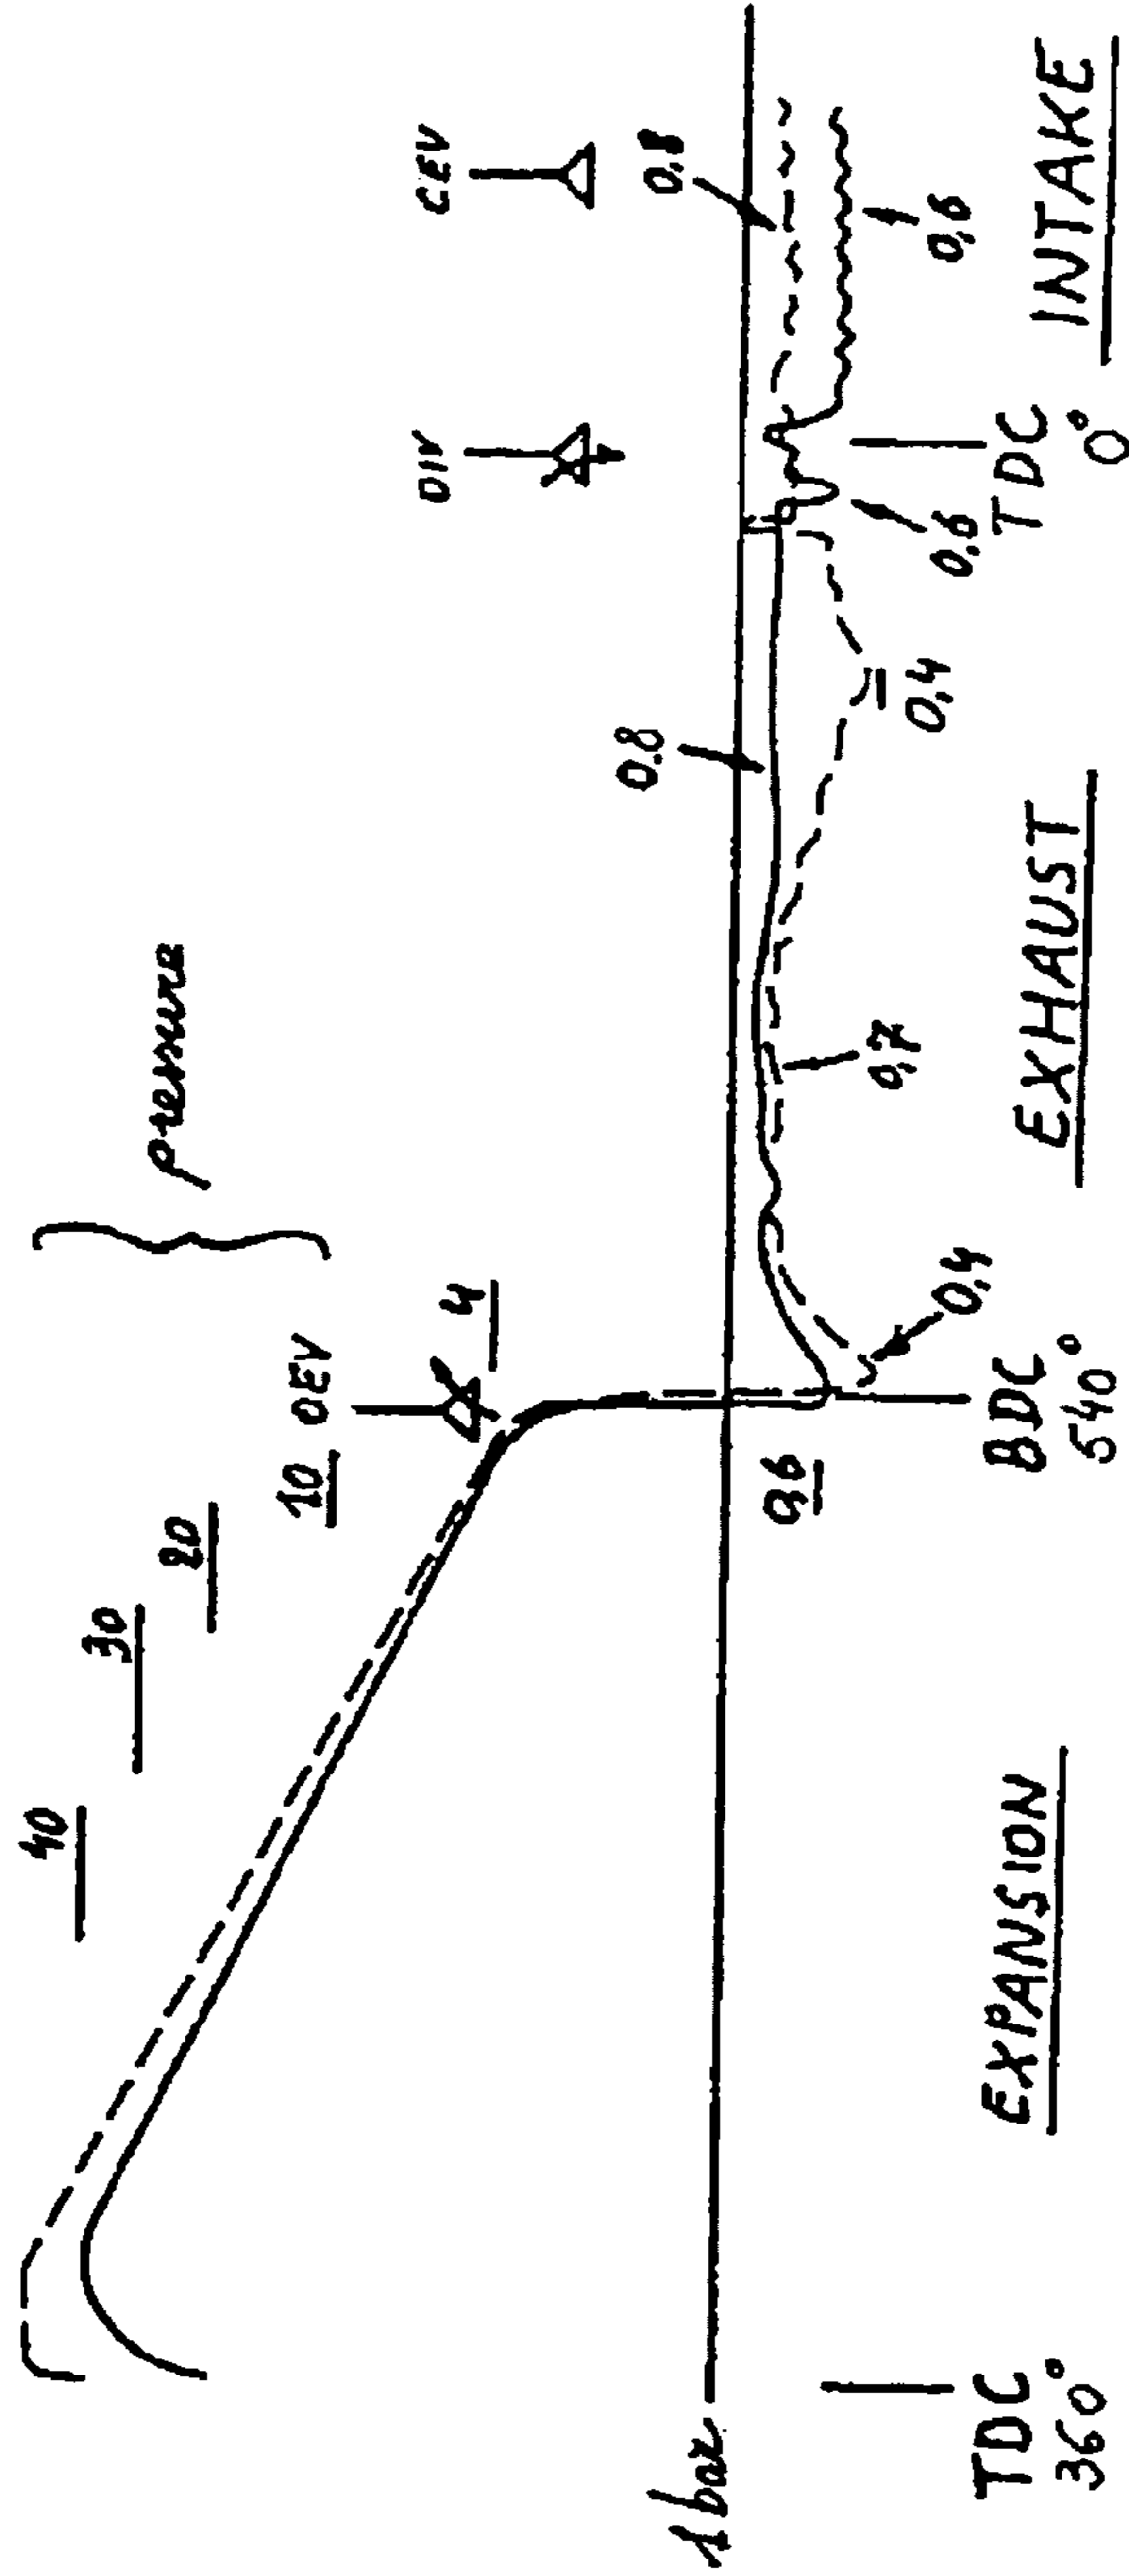 pressure
40
30
20
10
OEV
4
OIV
CEV
1 bar
0,6
0,4
0,7
0.8
0,4
0,6
0.8
0,6
TDC
360°
BDC
540°
TDC
0°
EXPANSION
EXHAUST
INTAKE